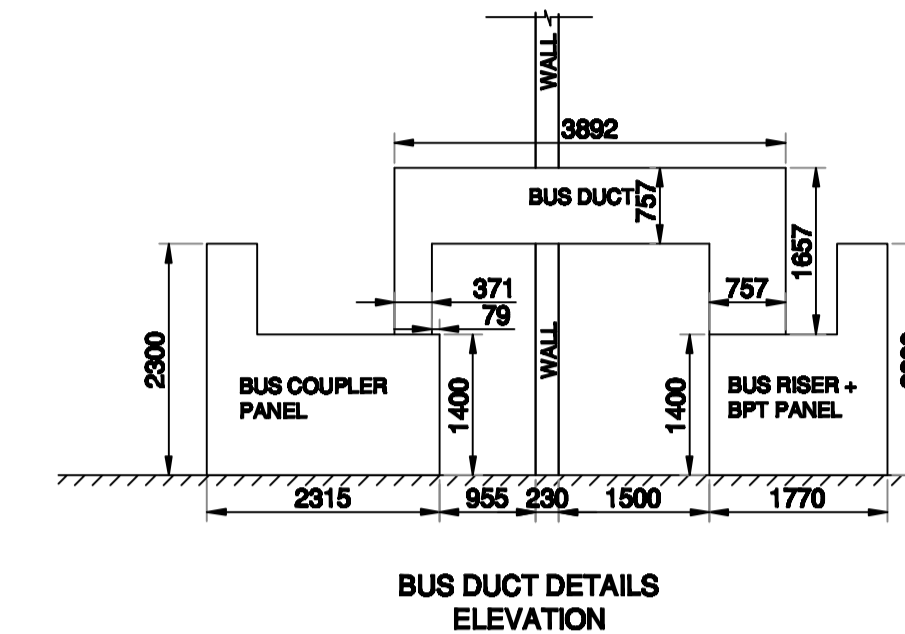 WALL
3892
BUS DUCT
757
1657
371
757
79
2300
WALL
BUS COUPLER
PANEL
1400
1400
BUS RISER +
BPT PANEL
2315
955
230
1500
1770
BUS DUCT DETAILS
ELEVATION